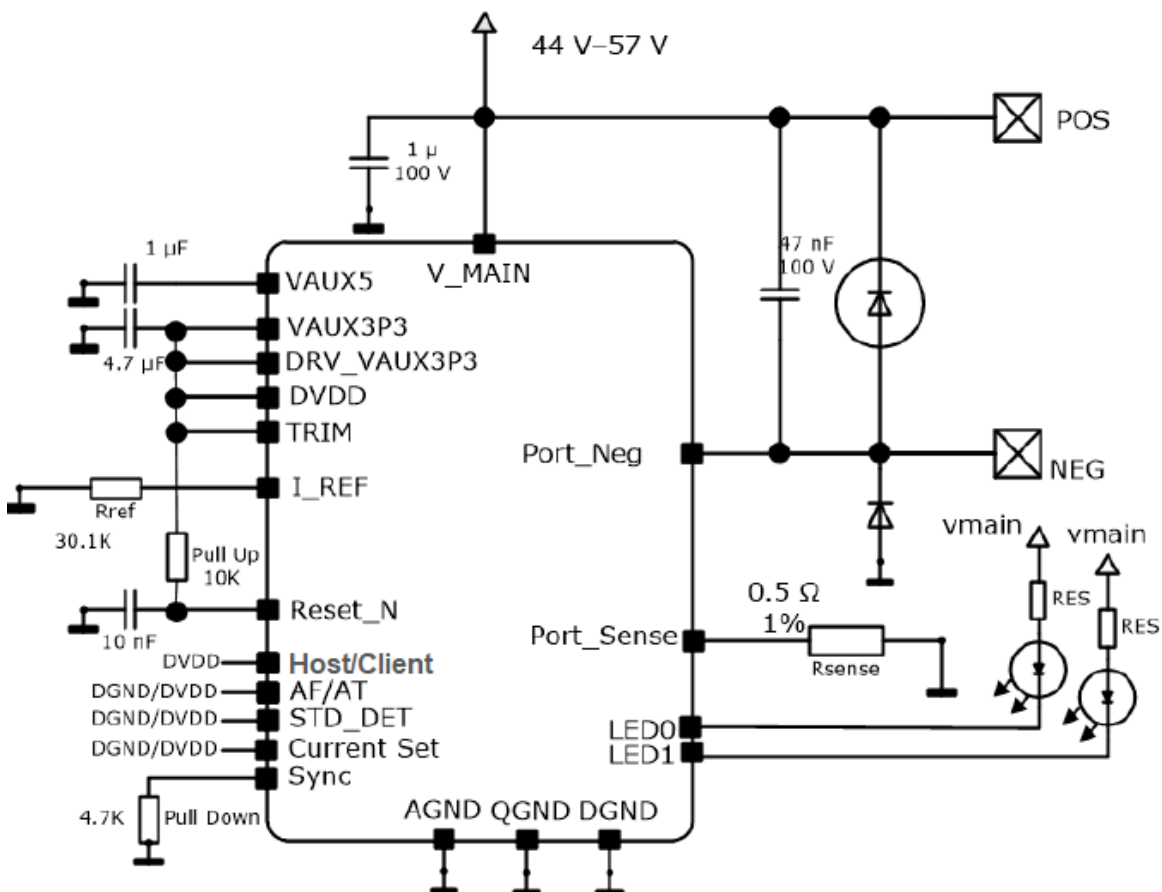 44 V–57 V
POS
1 µ
100 V
47 nF
100 V
1 µF
V_MAIN
VAUX5
VAUX3P3
4.7 µF
DRV_VAUX3P3
DVDD
TRIM
Port_Neg
NEG
I_REF
Rref
30.1K
vmain
vmain
Pull Up
10K
RES
RES
0.5 Ω
1%
Reset_N
10 nF
Port_Sense
Rsense
DVDD
Host/Client
DGND/DVDD
AF/AT
DGND/DVDD
STD_DET
DGND/DVDD
Current Set
LED0
LED1
Sync
4.7K
Pull Down
AGND
QGND
DGND